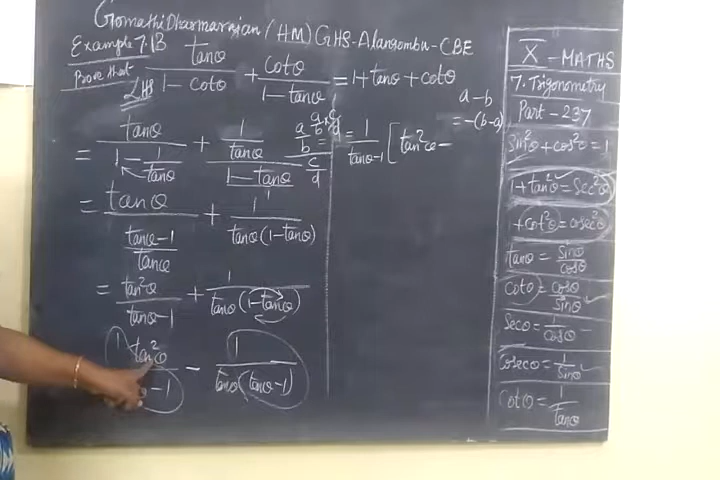 Gomathi Dharmarajan / (HM) GHS-Alangombu-CBE
Example 7.13
Prove that tanθ / 1 - cotθ + cotθ / 1 - tanθ = 1 + tanθ + cotθ
LHS
= tanθ / 1 - 1/tanθ + 1/tanθ / 1 - tanθ
= tanθ / tanθ-1/tanθ + 1 / tanθ(1-tanθ)
= tan²θ / tanθ-1 + 1 / tanθ(1-tanθ)
tan²θ / -1 - 1 / tanθ(tanθ-1)
a/b / c/d = a/b × d/c
= 1 / tanθ-1 [ tan²θ -
a-b
= -(b-a)
X - MATHS
7. Trigonometry
Part - 237
sin²θ + cos²θ = 1
1 + tan²θ = sec²θ
+ cot²θ = cosec²θ
tanθ = sinθ / cosθ
cotθ = cosθ / sinθ
secθ = 1 / cosθ
cosecθ = 1 / sinθ
cotθ = 1 / tanθ